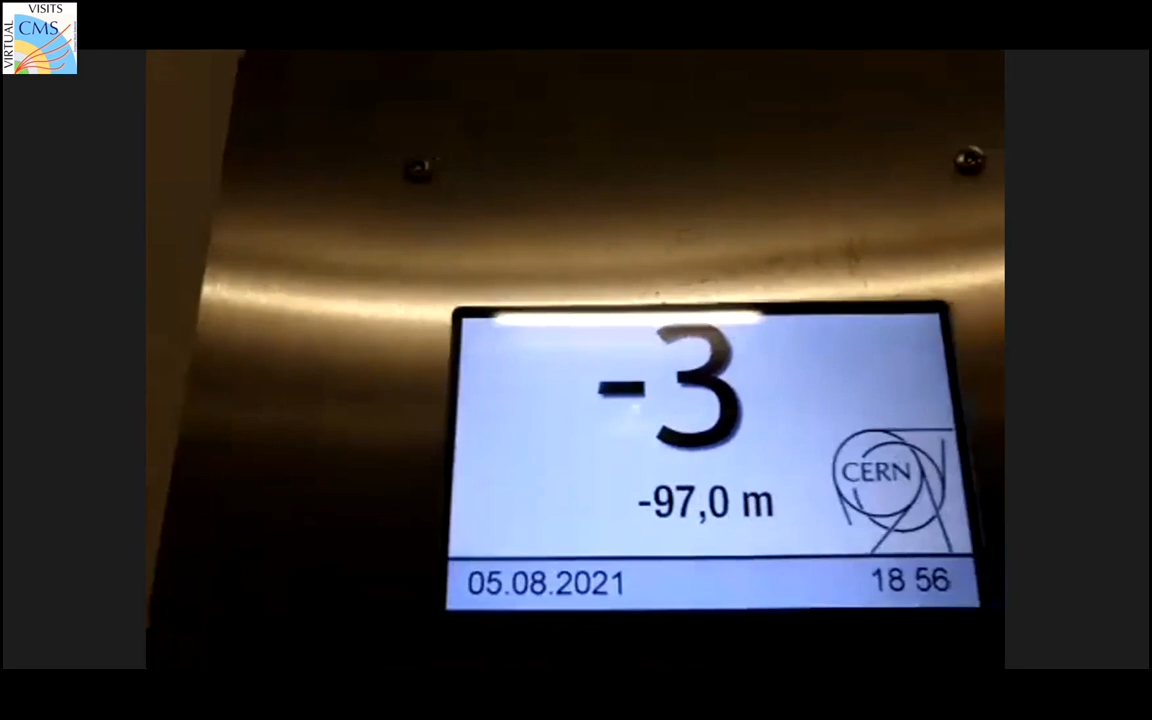 VISITS
VIRTUAL
CMS
-3
-97,0 m
CERN
05.08.2021
18 56